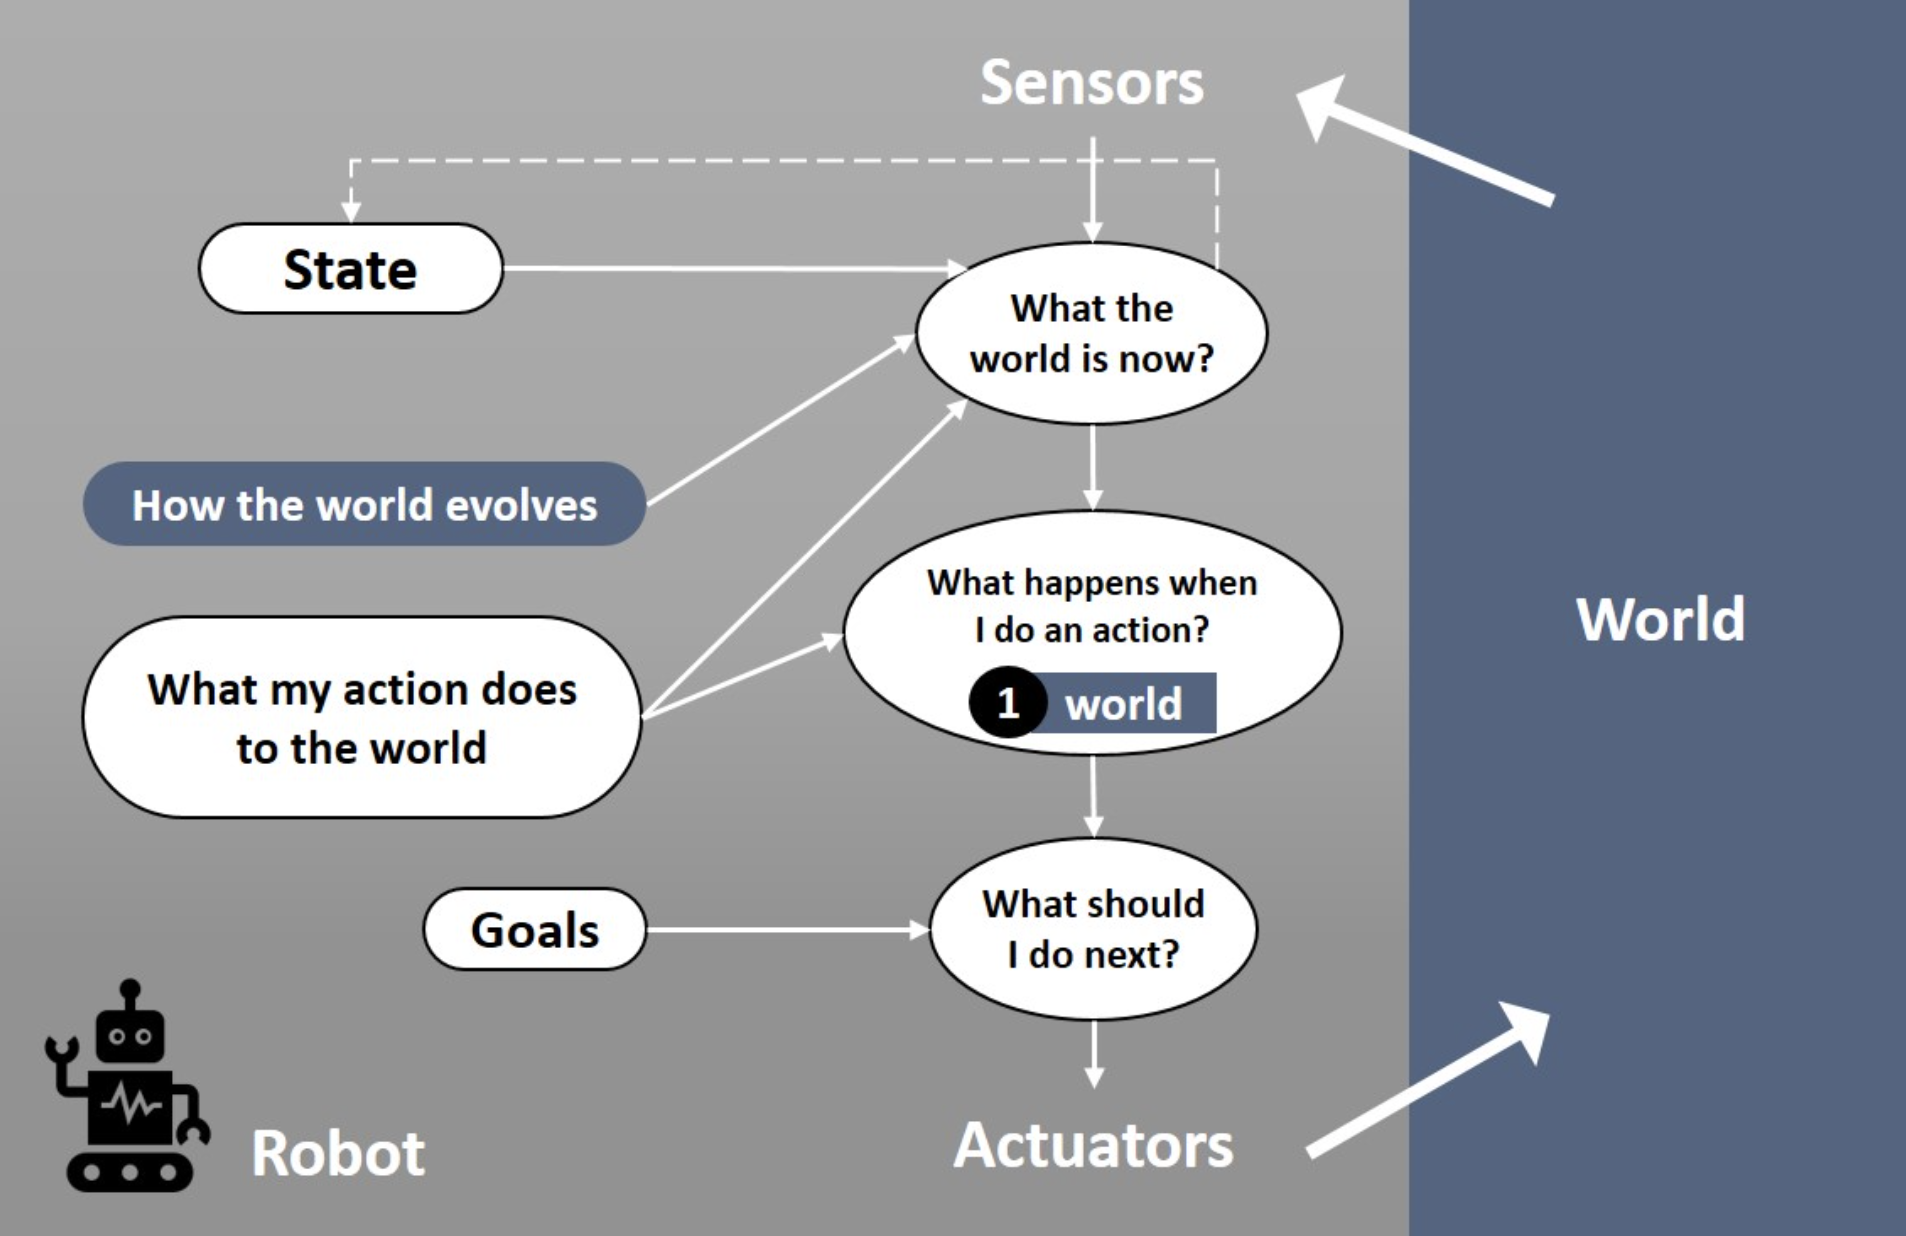 Sensors
State
What the
world is now?
How the world evolves
What happens when
I do an action?
1 world
What my action does
to the world
World
Goals
What should
I do next?
Robot
Actuators